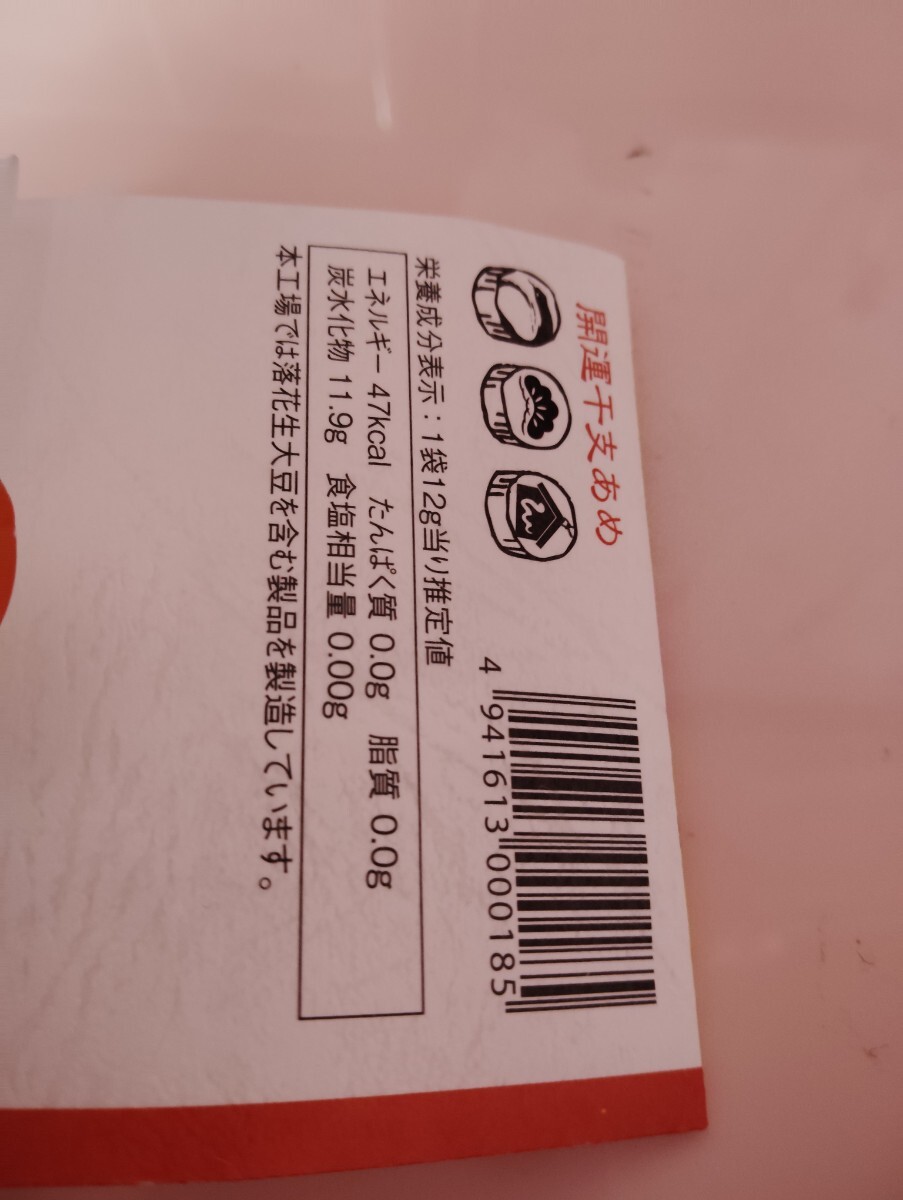 開運干支あめ
4 941613 000185
栄養成分表示：1袋12g当り推定値
エネルギー 47kcal たんぱく質 0.0g 脂質 0.0g
炭水化物 11.9g 食塩相当量 0.00g
本工場では落花生大豆を含む製品を製造しています。